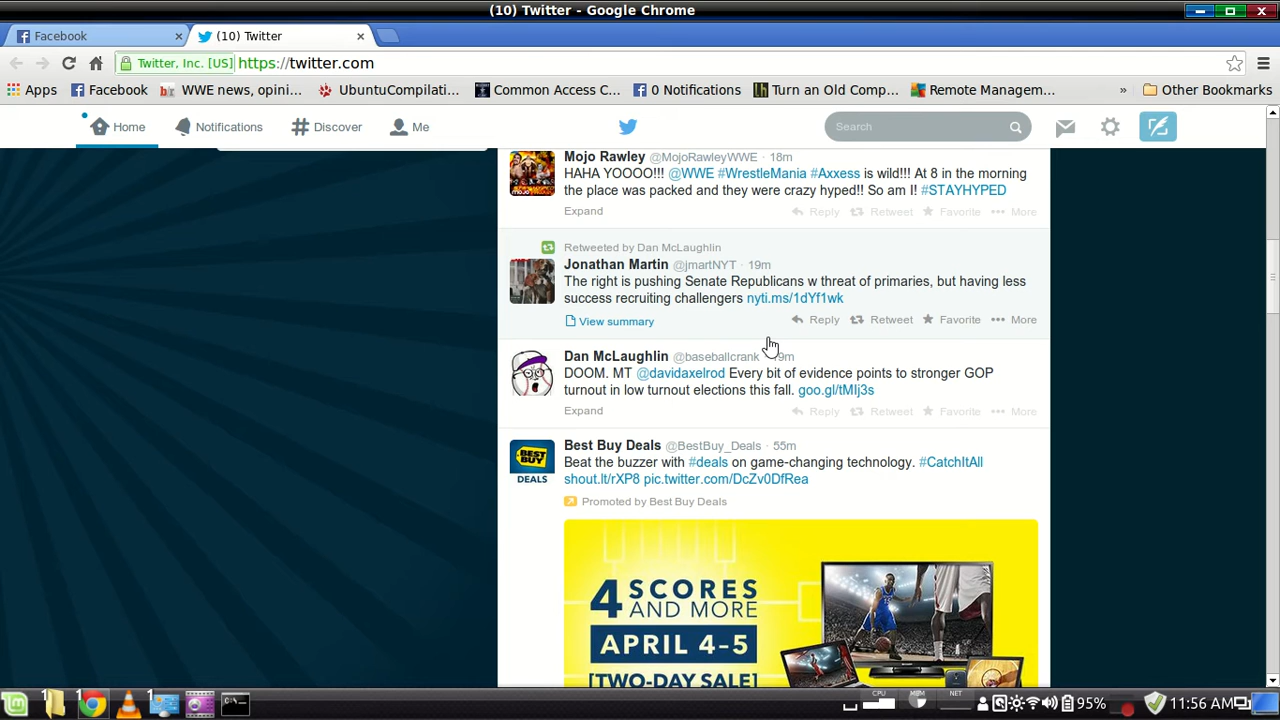 (10) Twitter - Google Chrome
Facebook × (10) Twitter ×
Twitter, Inc. [US] https://twitter.com
Apps Facebook WWE news, opini... UbuntuCompilati... Common Access C... 0 Notifications Turn an Old Comp... Remote Managem... » Other Bookmarks
Home Notifications Discover Me Search
Mojo Rawley @MojoRawleyWWE · 18m
HAHA YOOOO!!! @WWE #WrestleMania #Axxess is wild!!! At 8 in the morning
the place was packed and they were crazy hyped!! So am I! #STAYHYPED
Expand Reply Retweet Favorite More
Retweeted by Dan McLaughlin
Jonathan Martin @jmartNYT · 19m
The right is pushing Senate Republicans w threat of primaries, but having less
success recruiting challengers nyti.ms/1dYf1wk
View summary Reply Retweet Favorite More
Dan McLaughlin @baseballcrank
DOOM. MT @davidaxelrod Every bit of evidence points to stronger GOP
turnout in low turnout elections this fall. goo.gl/tMIj3s
Expand Reply Retweet Favorite More
Best Buy Deals @BestBuy_Deals · 55m
Beat the buzzer with #deals on game-changing technology. #CatchItAll
shout.lt/rXP8 pic.twitter.com/DcZv0DfRea
Promoted by Best Buy Deals
BEST BUY
DEALS
4 SCORES
AND MORE
APRIL 4-5
[TWO-DAY SALE]
1 1 1 CPU MEM NET 95% 11:56 AM